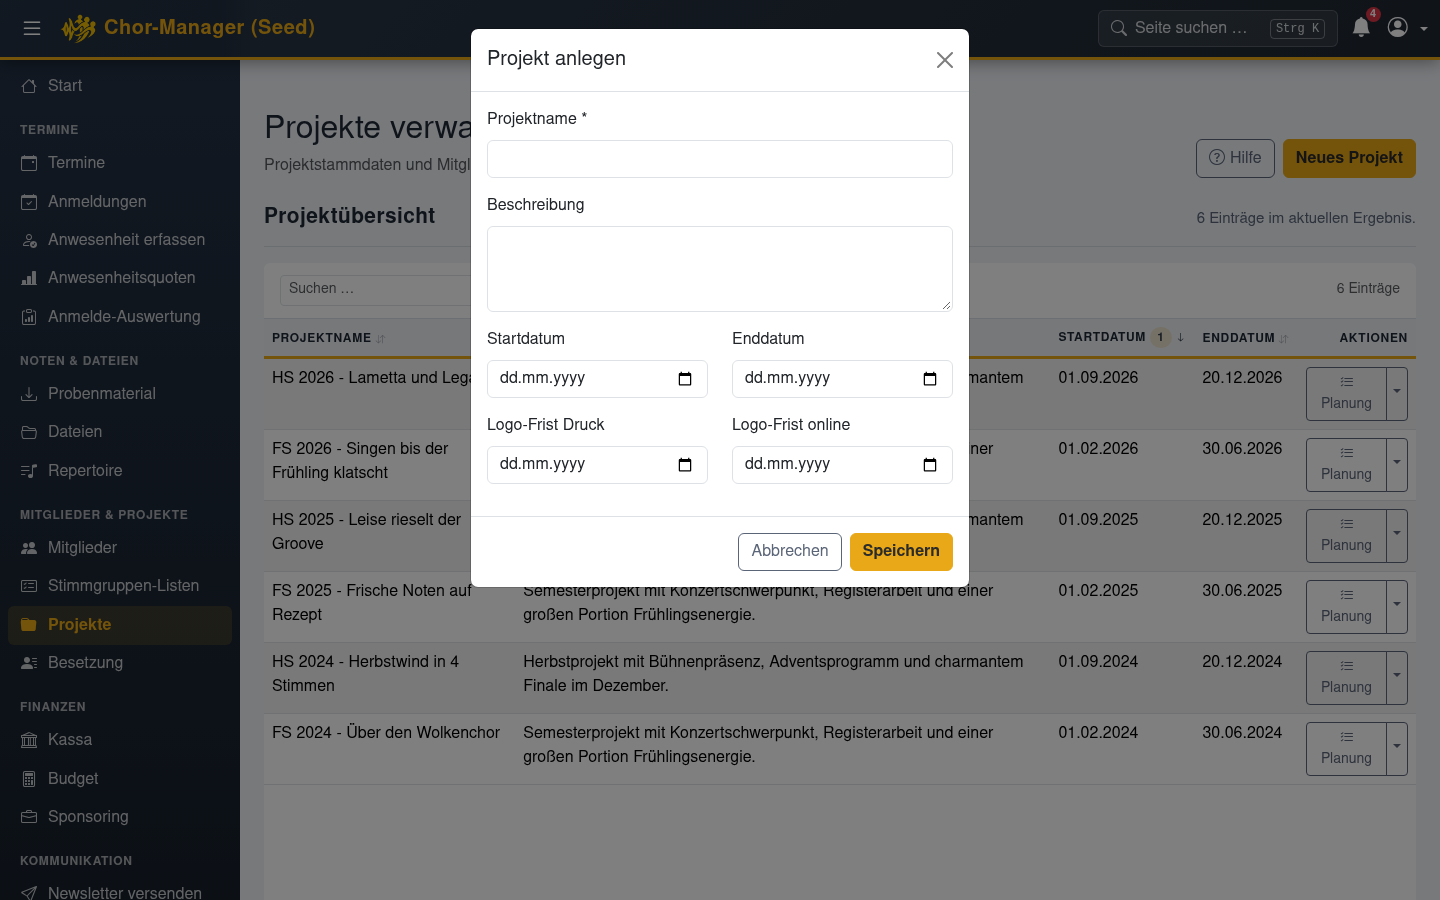 Chor-Manager (Seed)
Seite suchen ...
Strg K
4
Start
TERMINE
Termine
Anmeldungen
Anwesenheit erfassen
Anwesenheitsquoten
Anmelde-Auswertung
NOTEN & DATEIEN
Probenmaterial
Dateien
Repertoire
MITGLIEDER & PROJEKTE
Mitglieder
Stimmgruppen-Listen
Projekte
Besetzung
FINANZEN
Kassa
Budget
Sponsoring
KOMMUNIKATION
Newsletter versenden
Projekte verwa
Projektstammdaten und Mitgl
Hilfe
Neues Projekt
Projektübersicht
6 Einträge im aktuellen Ergebnis.
Suchen ...
6 Einträge
PROJEKTNAME
STARTDATUM 1
ENDDATUM
AKTIONEN
HS 2026 - Lametta und Lega
mantem
01.09.2026
20.12.2026
Planung
FS 2026 - Singen bis der
Frühling klatscht
ner
01.02.2026
30.06.2026
Planung
HS 2025 - Leise rieselt der
Groove
mantem
01.09.2025
20.12.2025
Planung
FS 2025 - Frische Noten auf
Rezept
Semesterprojekt mit Konzertschwerpunkt, Registerarbeit und einer
großen Portion Frühlingsenergie.
01.02.2025
30.06.2025
Planung
HS 2024 - Herbstwind in 4
Stimmen
Herbstprojekt mit Bühnenpräsenz, Adventsprogramm und charmantem
Finale im Dezember.
01.09.2024
20.12.2024
Planung
FS 2024 - Über den Wolkenchor
Semesterprojekt mit Konzertschwerpunkt, Registerarbeit und einer
großen Portion Frühlingsenergie.
01.02.2024
30.06.2024
Planung
Projekt anlegen
Projektname *
Beschreibung
Startdatum
Enddatum
dd.mm.yyyy
dd.mm.yyyy
Logo-Frist Druck
Logo-Frist online
dd.mm.yyyy
dd.mm.yyyy
Abbrechen
Speichern